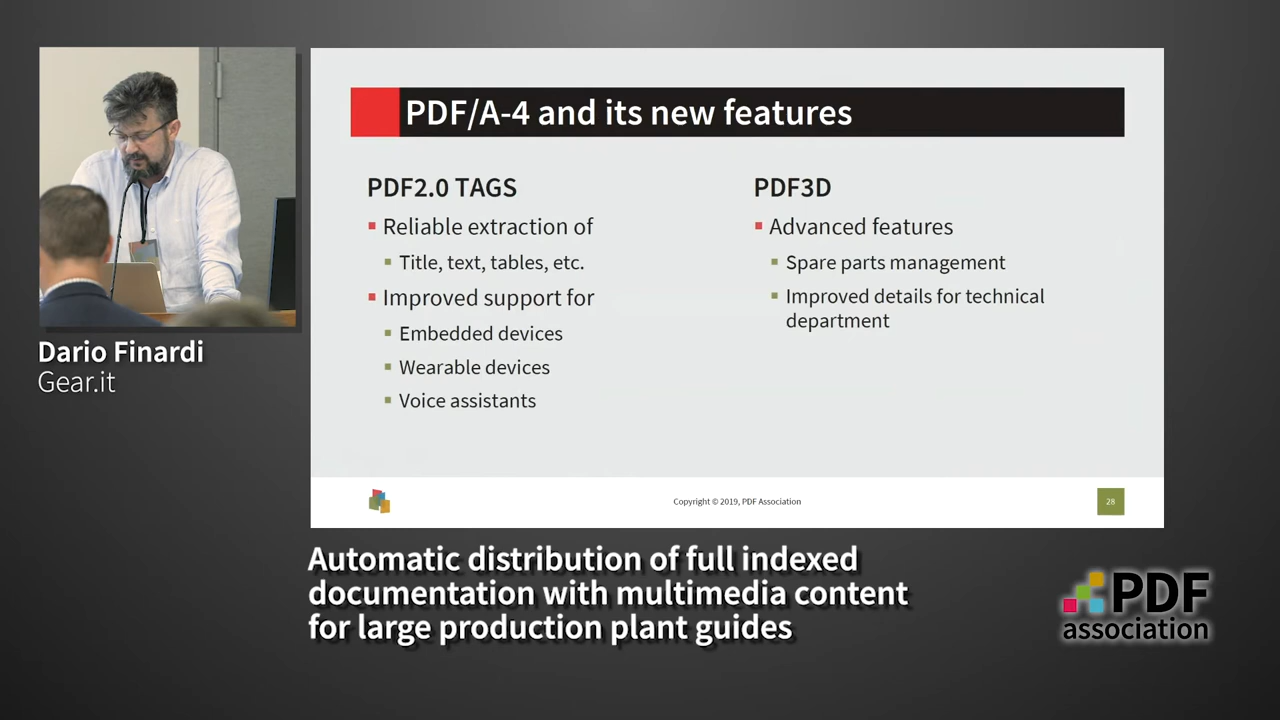 PDF/A-4 and its new features
PDF2.0 TAGS
Reliable extraction of
Title, text, tables, etc.
Improved support for
Embedded devices
Wearable devices
Voice assistants
PDF3D
Advanced features
Spare parts management
Improved details for technical
department
Copyright © 2019, PDF Association
28
Dario Finardi
Gear.it
Automatic distribution of full indexed
documentation with multimedia content
for large production plant guides
PDF
association